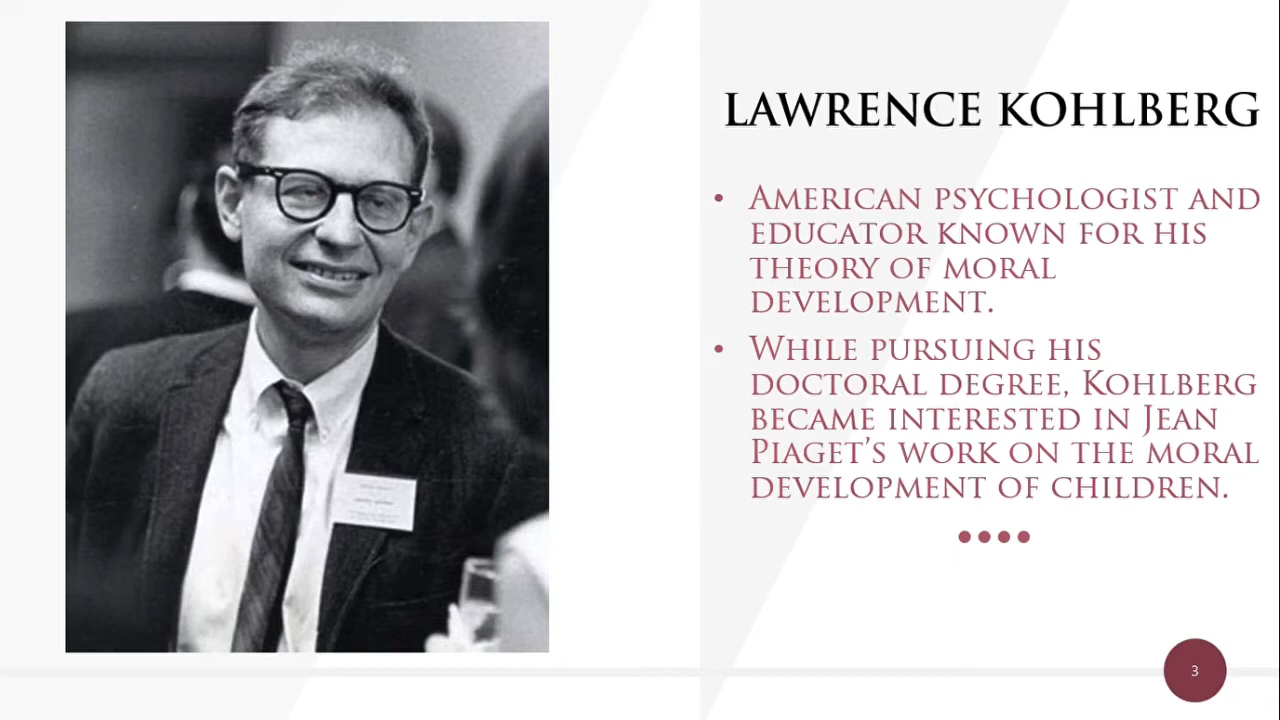 LAWRENCE KOHLBERG
• AMERICAN PSYCHOLOGIST AND
EDUCATOR KNOWN FOR HIS
THEORY OF MORAL
DEVELOPMENT.
• WHILE PURSUING HIS
DOCTORAL DEGREE, KOHLBERG
BECAME INTERESTED IN JEAN
PIAGET'S WORK ON THE MORAL
DEVELOPMENT OF CHILDREN.
3